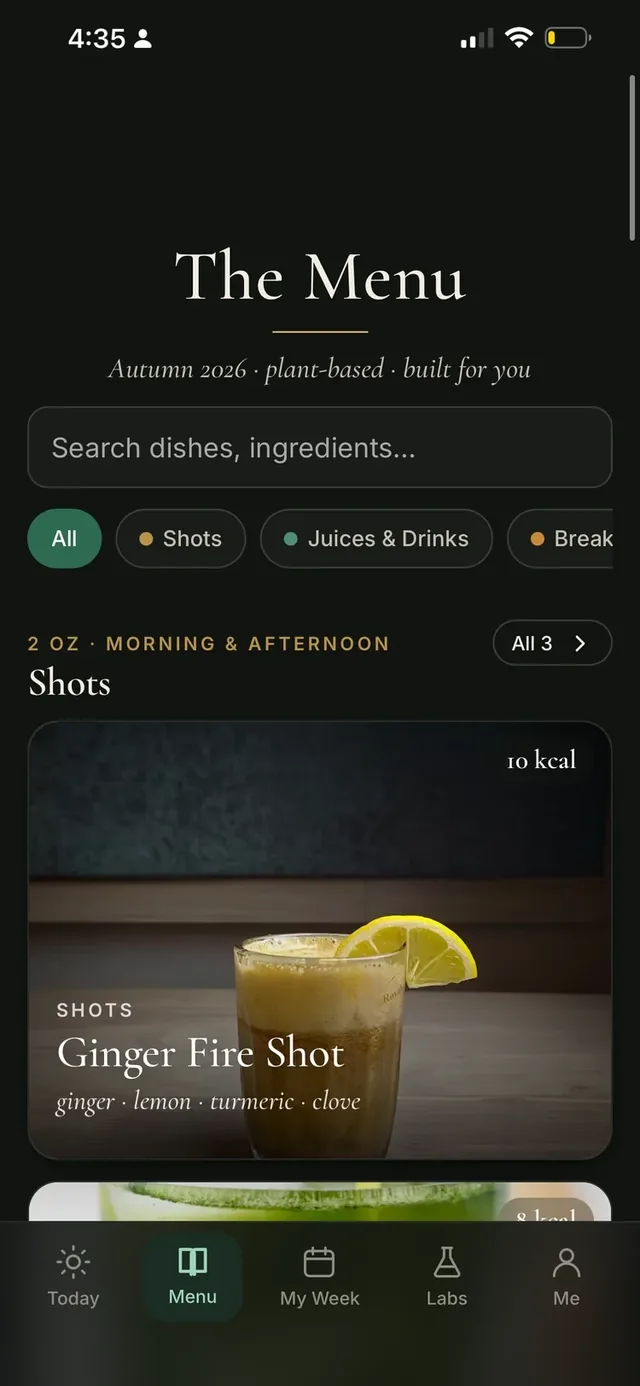 4:35
The Menu
Autumn 2026 · plant-based · built for you
Search dishes, ingredients...
All
Shots
Juices & Drinks
Break
2 OZ · MORNING & AFTERNOON
All 3
Shots
10 kcal
SHOTS
Ginger Fire Shot
ginger · lemon · turmeric · clove
8 kcal
Today
Menu
My Week
Labs
Me